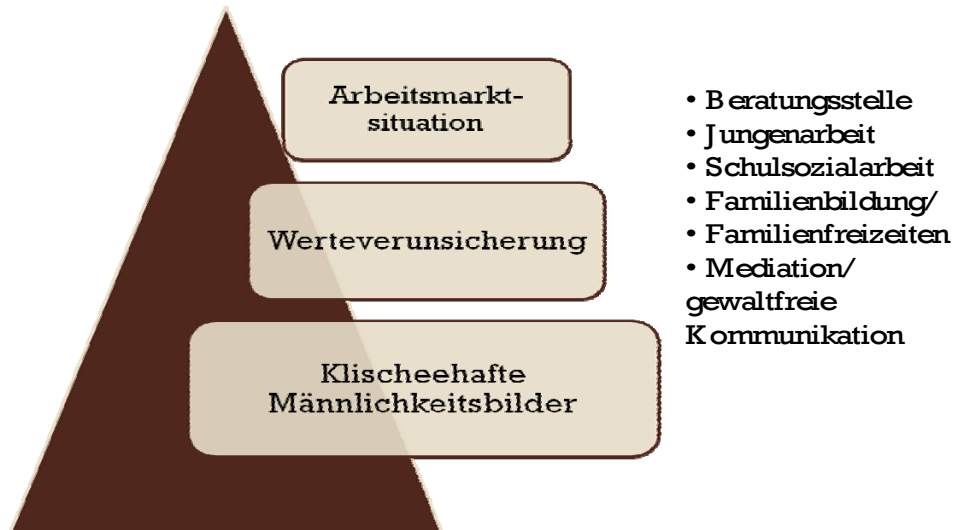 Arbeitsmarkt-
situation
Werteverunsicherung
Klischeehafte
Männlichkeitsbilder
• Beratungsstelle
• Jungenarbeit
• Schulsozialarbeit
• Familienbildung/
• Familienfreizeiten
• Mediation/
gewaltfreie
Kommunikation